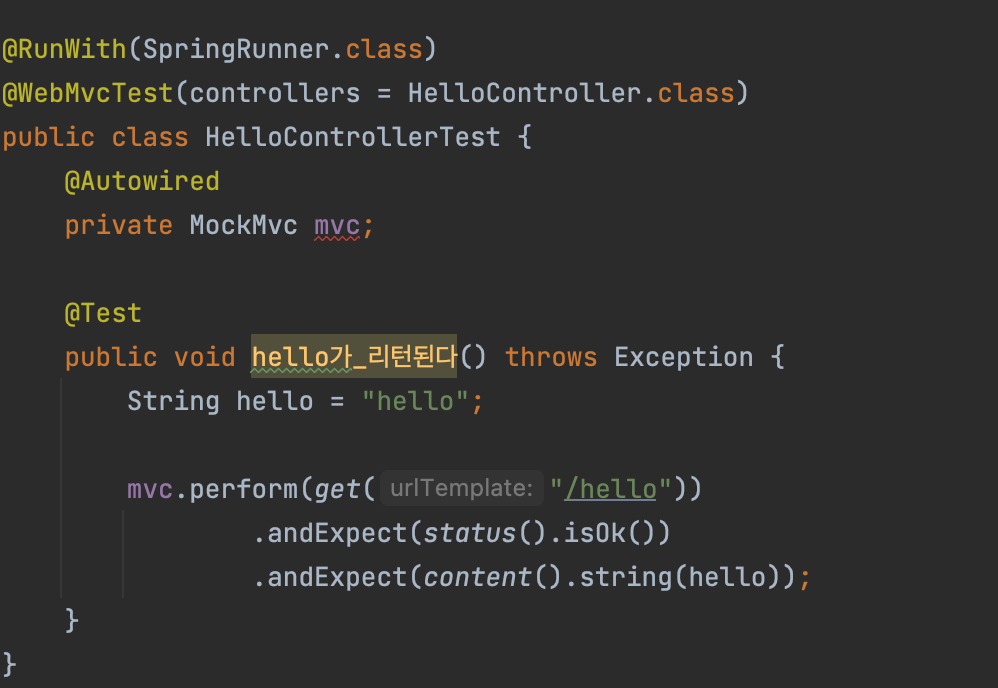 @RunWith(SpringRunner.class)
@WebMvcTest(controllers = HelloController.class)
public class HelloControllerTest {
    @Autowired
    private MockMvc mvc;

    @Test
    public void hello가_리턴된다() throws Exception {
        String hello = "hello";

        mvc.perform(get( urlTemplate: "/hello"))
                .andExpect(status().isOk())
                .andExpect(content().string(hello));
    }
}